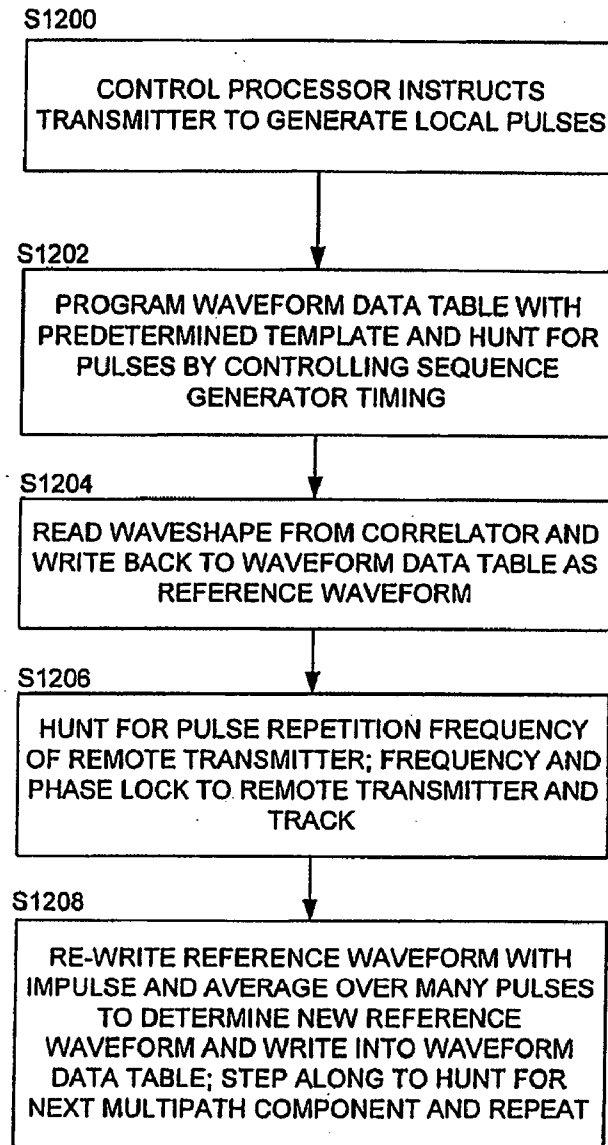 S1200
CONTROL PROCESSOR INSTRUCTS
TRANSMITTER TO GENERATE LOCAL PULSES
S1202
PROGRAM WAVEFORM DATA TABLE WITH
PREDETERMINED TEMPLATE AND HUNT FOR
PULSES BY CONTROLLING SEQUENCE
GENERATOR TIMING
S1204
READ WAVESHAPE FROM CORRELATOR AND
WRITE BACK TO WAVEFORM DATA TABLE AS
REFERENCE WAVEFORM
S1206
HUNT FOR PULSE REPETITION FREQUENCY
OF REMOTE TRANSMITTER; FREQUENCY AND
PHASE LOCK TO REMOTE TRANSMITTER AND
TRACK
S1208
RE-WRITE REFERENCE WAVEFORM WITH
IMPULSE AND AVERAGE OVER MANY PULSES
TO DETERMINE NEW REFERENCE
WAVEFORM AND WRITE INTO WAVEFORM
DATA TABLE; STEP ALONG TO HUNT FOR
NEXT MULTIPATH COMPONENT AND REPEAT